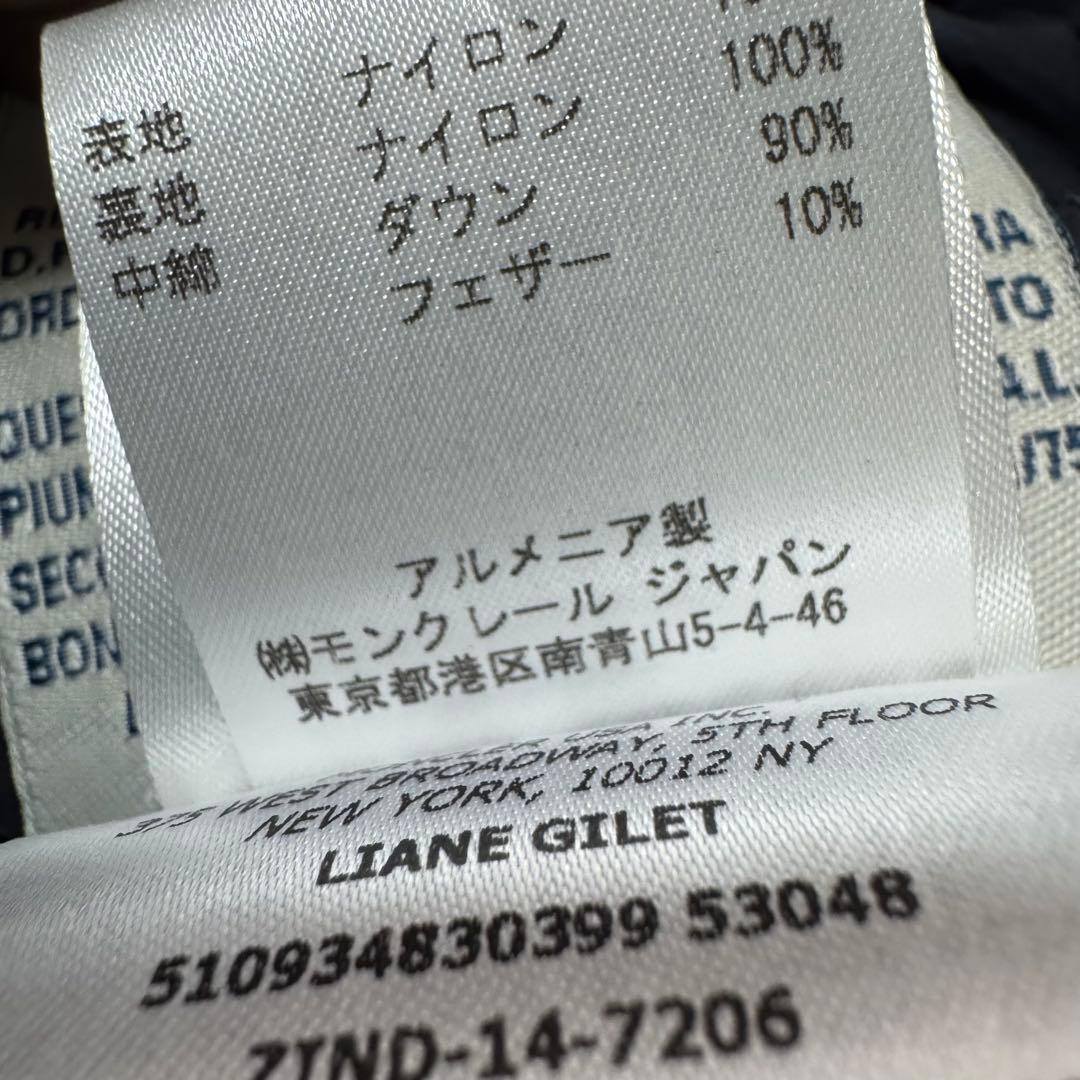 表地 ナイロン
裏地 ナイロン 100%
中綿 ダウン 90%
フェザー 10%
アルメニア製
㈱モンクレール ジャパン
東京都港区南青山5-4-46
USA INC.
375 WEST BROADWAY, 5TH FLOOR
NEW YORK, 10012 NY
LIANE GILET
510934830399 53048
ZIND-14-7206